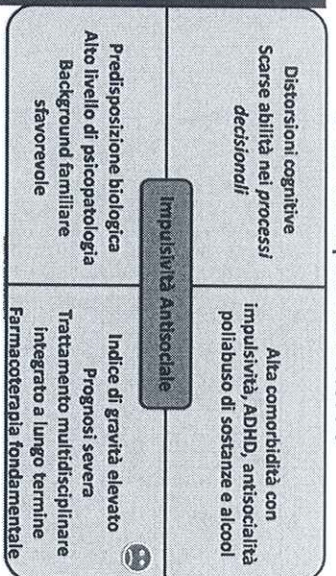 Distorsioni cognitive
Scarse abilità nei processi
decisionali
Alta comorbidità con
impulsività, ADHD, antisocialità
poliabuso di sostanze e alcool
Impulsività Antisociale
Predisposizione biologica
Alto livello di psicopatologia
Background familiare
sfavorevole
Indice di gravità elevato
Prognosi severa
Trattamento multidisciplinare
integrato a lungo termine
Farmacoterapia fondamentale